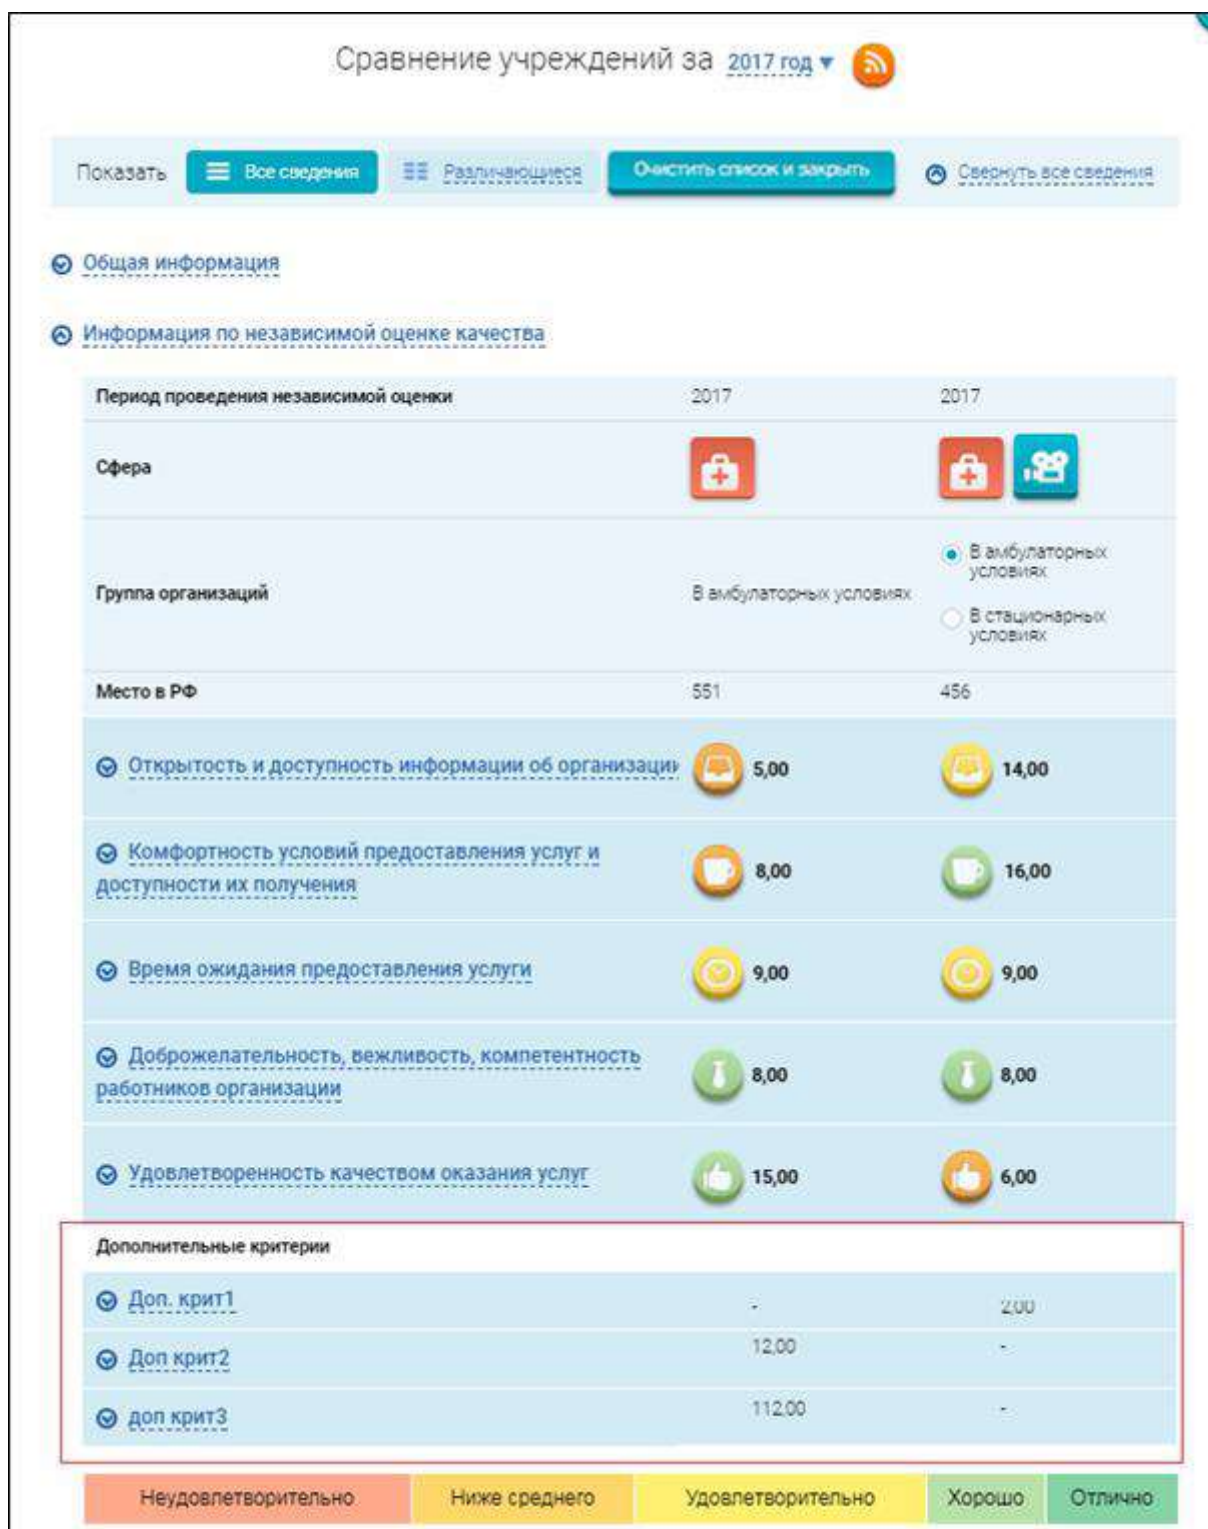 Сравнение учреждений за 2017 год
Показать Все сведения Различающиеся Очистить список и закрыть Свернуть все сведения
Общая информация
Информация по независимой оценке качества
Период проведения независимой оценки 2017 2017
Сфера
В амбулаторных
условиях
Группа организаций В амбулаторных условиях
В стационарных
условиях
Место в РФ 551 456
Открытость и доступность информации об организации 5,00 14,00
Комфортность условий предоставления услуг и
доступности их получения 8,00 16,00
Время ожидания предоставления услуги 9,00 9,00
Доброжелательность, вежливость, компетентность
работников организации 8,00 8,00
Удовлетворенность качеством оказания услуг 15,00 6,00
Дополнительные критерии
Доп. крит1 - 2,00
Доп крит2 12,00 -
доп крит3 112,00 -
Неудовлетворительно Ниже среднего Удовлетворительно Хорошо Отлично